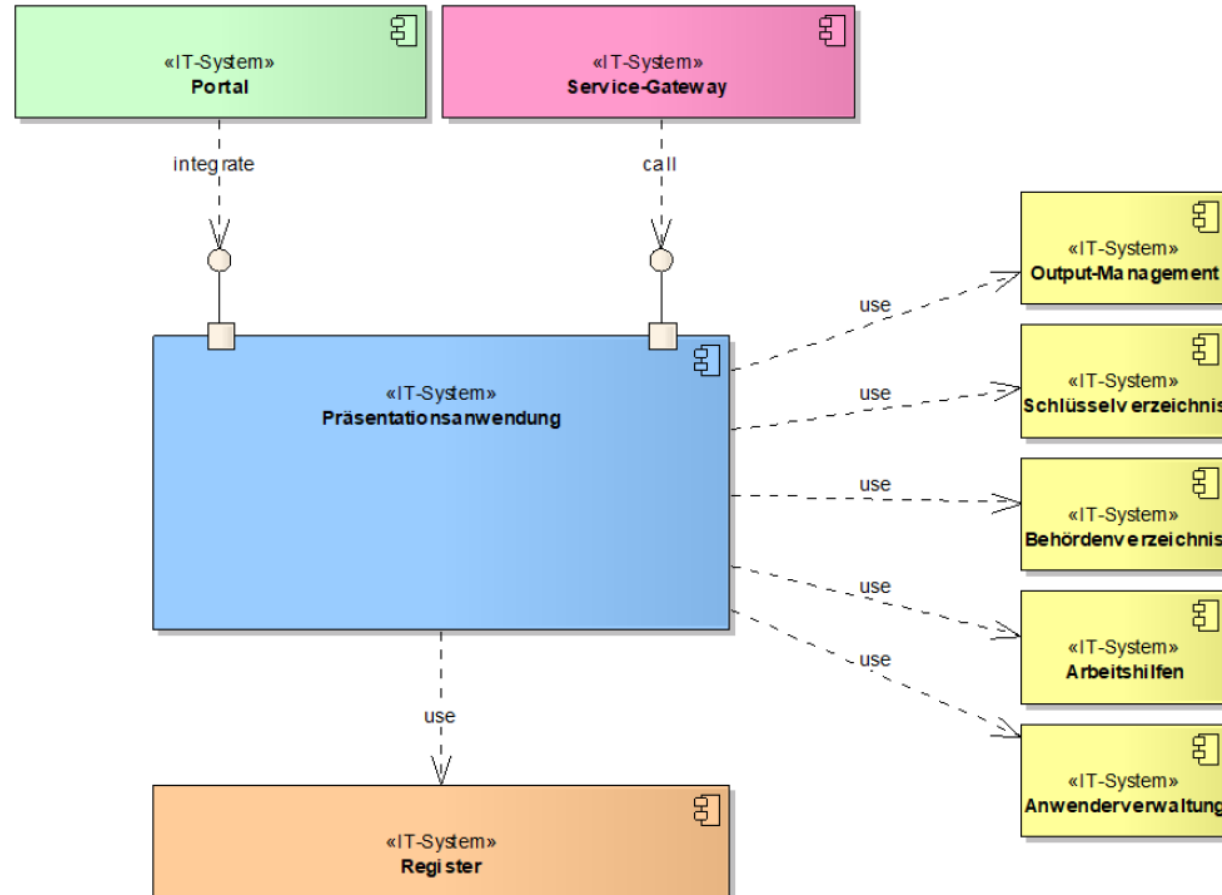 «IT-System»
Portal
«IT-System»
Service-Gateway
integrate
call
«IT-System»
Output-Management
use
«IT-System»
Schlüsselverzeichnis
use
«IT-System»
Präsentationsanwendung
«IT-System»
Behördenverzeichnis
use
«IT-System»
Arbeitshilfen
use
«IT-System»
Anwenderverwaltung
use
use
«IT-System»
Register